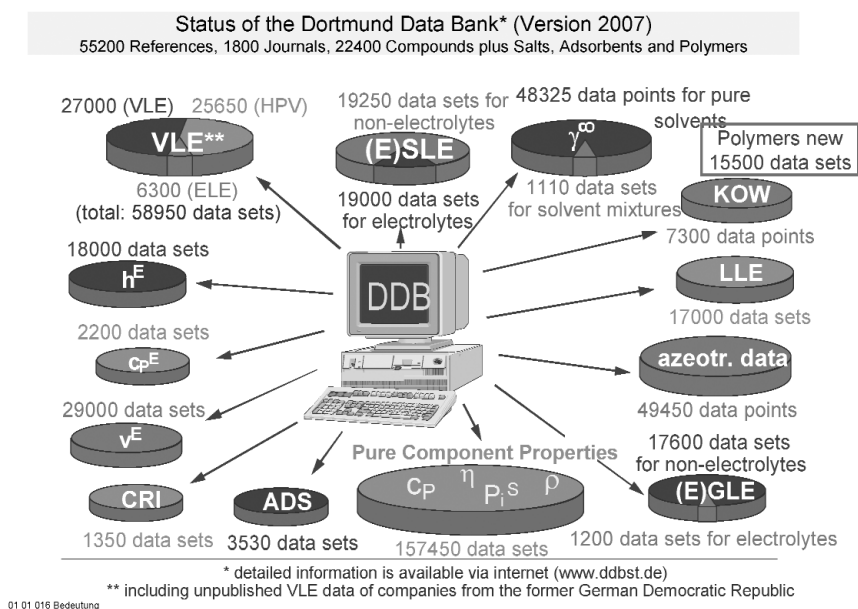 Status of the Dortmund Data Bank* (Version 2007)
55200 References, 1800 Journals, 22400 Compounds plus Salts, Adsorbents and Polymers
27000 (VLE) 25650 (HPV)
VLE**
6300 (ELE)
(total: 58950 data sets)
19250 data sets for
non-electrolytes
(E)SLE
19000 data sets
for electrolytes
48325 data points for pure
solvents
γ∞
1110 data sets
for solvent mixtures
Polymers new
15500 data sets
KOW
7300 data points
18000 data sets
hE
DDB
LLE
17000 data sets
2200 data sets
cPE
azeotr. data
49450 data points
29000 data sets
vE
Pure Component Properties
cP η PiS ρ
157450 data sets
17600 data sets
for non-electrolytes
(E)GLE
1200 data sets for electrolytes
CRI
1350 data sets
ADS
3530 data sets
* detailed information is available via internet (www.ddbst.de)
** including unpublished VLE data of companies from the former German Democratic Republic
01 01 016 Bedeutung